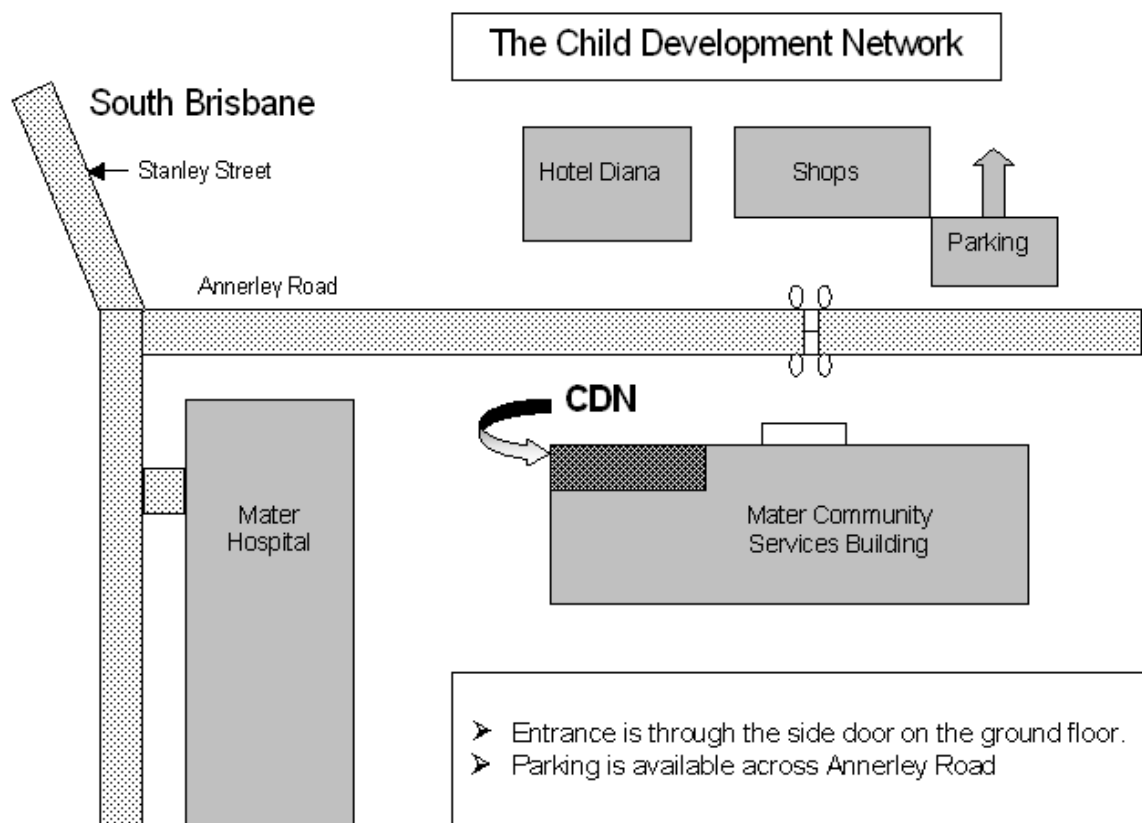 The Child Development Network
South Brisbane
Stanley Street
Hotel Diana
Shops
Parking
Annerley Road
CDN
Mater
Hospital
Mater Community
Services Building
➢ Entrance is through the side door on the ground floor.
➢ Parking is available across Annerley Road